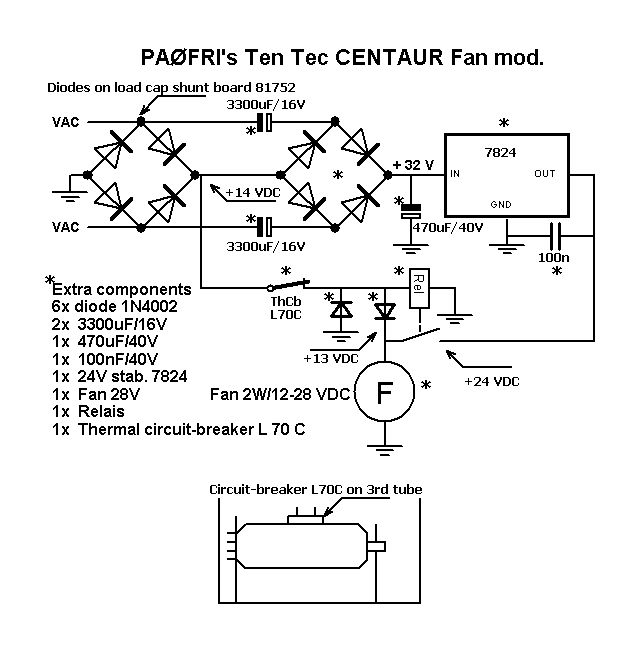 PAØFRI's Ten Tec CENTAUR Fan mod.
Diodes on load cap shunt board 81752
3300uF/16V
VAC
*
*
7824
+ 32 V
IN
OUT
*
+14 VDC
*
GND
*
VAC
470uF/40V
3300uF/16V
100n
*
*
*
Extra components
ThCb
L70C
*
*
Rel
6x diode 1N4002
2x 3300uF/16V
1x 470uF/40V
1x 100nF/40V
1x 24V stab. 7824
1x Fan 28V
1x Relais
1x Thermal circuit-breaker L 70 C
+13 VDC
+24 VDC
Fan 2W/12-28 VDC
F
*
Circuit-breaker L70C on 3rd tube